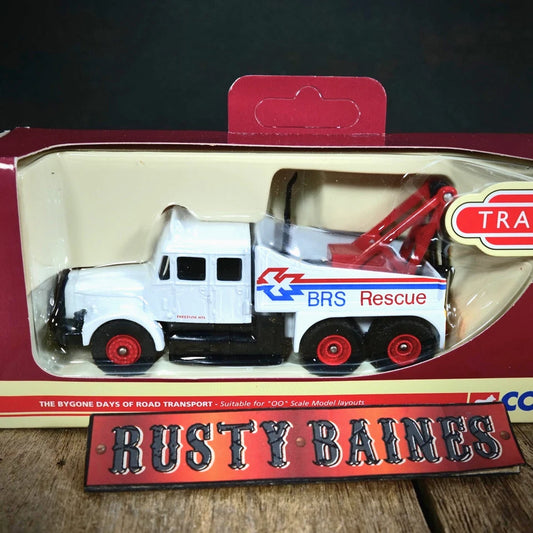 TRA
BRS Rescue
THE BYGONE DAYS OF ROAD TRANSPORT - Suitable for "OO" Scale Model layouts
CO
RUSTY BAINES